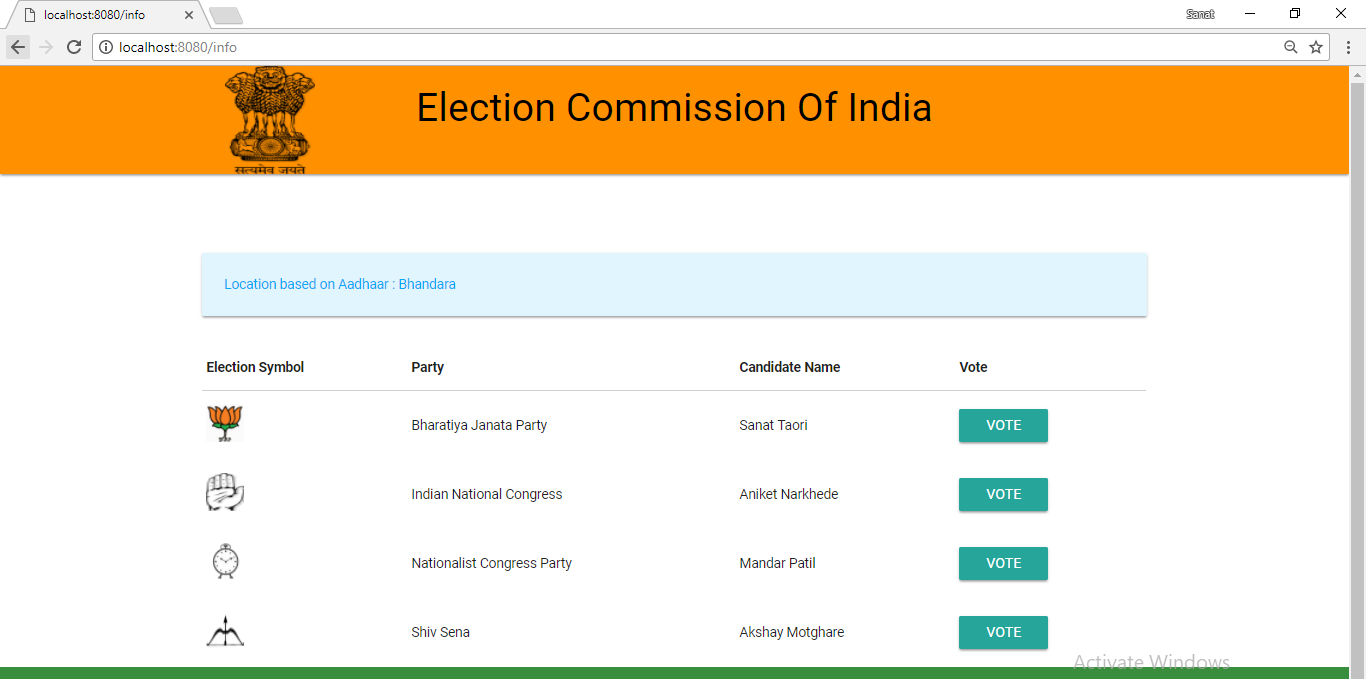 localhost:8080/info
Sanat
localhost:8080/info
Election Commission Of India
सत्यमेव जयते
Location based on Aadhaar : Bhandara
Election Symbol Party Candidate Name Vote
Bharatiya Janata Party Sanat Taori VOTE
Indian National Congress Aniket Narkhede VOTE
Nationalist Congress Party Mandar Patil VOTE
Shiv Sena Akshay Motghare VOTE
Activate Windows